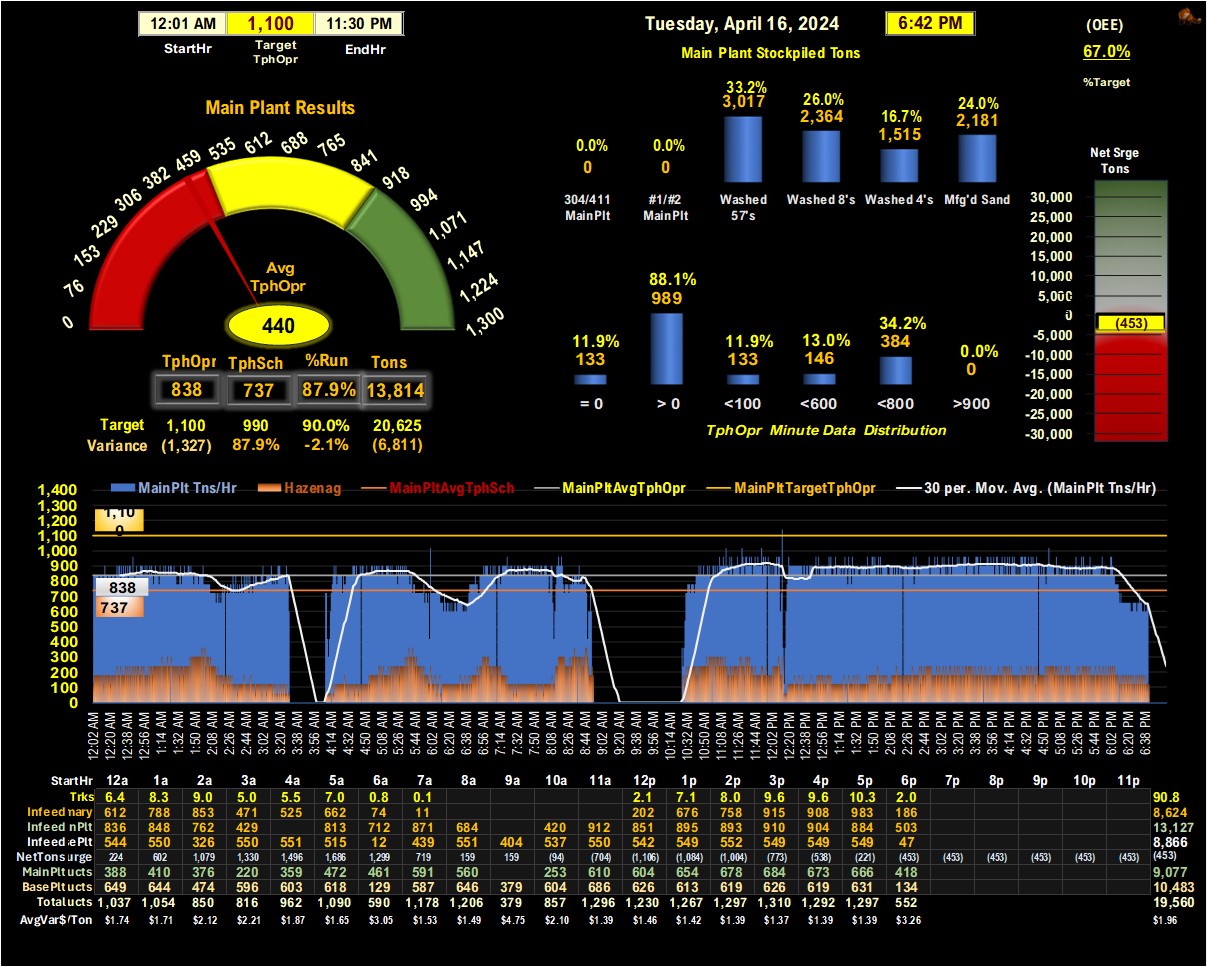 12:01 AM 1,100 11:30 PM
StartHr Target TphOpr EndHr
Tuesday, April 16, 2024 6:42 PM
(OEE)
67.0%
%Target
Main Plant Stockpiled Tons
33.2% 26.0% 16.7% 24.0%
3,017 2,364 1,515 2,181
0.0% 0.0%
0 0
304/411 MainPlt #1/#2 MainPlt Washed 57's Washed 8's Washed 4's Mfg'd Sand
Main Plant Results
0 76 153 229 306 382 459 535 612 688 765 841 918 994 1,071 1,147 1,224 1,300
Avg
TphOpr
440
TphOpr TphSch %Run Tons
838 737 87.9% 13,814
Target 1,100 990 90.0% 20,625
Variance (1,327) 87.9% -2.1% (6,811)
11.9% 88.1% 11.9% 13.0% 34.2% 0.0%
133 989 133 146 384 0
= 0 > 0 <100 <600 <800 >900
TphOpr Minute Data Distribution
Net Srge
Tons
30,000
25,000
20,000
15,000
10,000
5,000
0
(453)
-5,000
-10,000
-15,000
-20,000
-25,000
-30,000
MainPlt Tns/Hr Hazenag MainPltAvgTphSch MainPltAvgTphOpr MainPltTargetTphOpr 30 per. Mov. Avg. (MainPlt Tns/Hr)
1,400
1,300
1,200
1,100
1,000
900
800
700
600
500
400
300
200
100
0
1,10
0
838
737
12:02 AM 12:20 AM 12:38 AM 12:56 AM 1:14 AM 1:32 AM 1:50 AM 2:08 AM 2:26 AM 2:44 AM 3:02 AM 3:20 AM 3:38 AM 3:56 AM 4:14 AM 4:32 AM 4:50 AM 5:08 AM 5:26 AM 5:44 AM 6:02 AM 6:20 AM 6:38 AM 6:56 AM 7:14 AM 7:32 AM 7:50 AM 8:08 AM 8:26 AM 8:44 AM 9:02 AM 9:20 AM 9:38 AM 9:56 AM 10:14 AM 10:32 AM 10:50 AM 11:08 AM 11:26 AM 11:44 AM 12:02 PM 12:20 PM 12:38 PM 12:56 PM 1:14 PM 1:32 PM 1:50 PM 2:08 PM 2:26 PM 2:44 PM 3:02 PM 3:20 PM 3:38 PM 3:56 PM 4:14 PM 4:32 PM 4:50 PM 5:08 PM 5:26 PM 5:44 PM 6:02 PM 6:20 PM 6:38 PM
StartHr 12a 1a 2a 3a 4a 5a 6a 7a 8a 9a 10a 11a 12p 1p 2p 3p 4p 5p 6p 7p 8p 9p 10p 11p
Trks 6.4 8.3 9.0 5.0 5.5 7.0 0.8 0.1 2.1 7.1 8.0 9.6 9.6 10.3 2.0 90.8
Infeed mary 612 788 853 471 525 662 74 11 202 676 758 915 908 983 186 8,624
Infeed nPlt 836 848 762 429 813 712 871 684 420 912 851 895 893 910 904 884 503 13,127
Infeed ePlt 544 550 326 550 551 515 12 439 551 404 537 550 542 549 552 549 549 549 47 8,866
NetTons urge 224 602 1,079 1,330 1,496 1,686 1,299 719 159 159 (94) (704) (1,106) (1,084) (1,004) (773) (538) (221) (453) (453) (453) (453) (453) (453) (453)
MainPlt ucts 388 410 376 220 359 472 461 591 560 253 610 604 654 678 684 673 666 418 9,077
BasePlt ucts 649 644 474 596 603 618 129 587 646 379 604 686 626 613 619 626 619 631 134 10,483
Total ucts 1,037 1,054 850 816 962 1,090 590 1,178 1,206 379 857 1,296 1,230 1,267 1,297 1,310 1,292 1,297 552 19,560
AvgVar$/Ton $1.74 $1.71 $2.12 $2.21 $1.87 $1.65 $3.05 $1.53 $1.49 $4.75 $2.10 $1.39 $1.46 $1.42 $1.39 $1.37 $1.39 $1.39 $3.26 $1.96